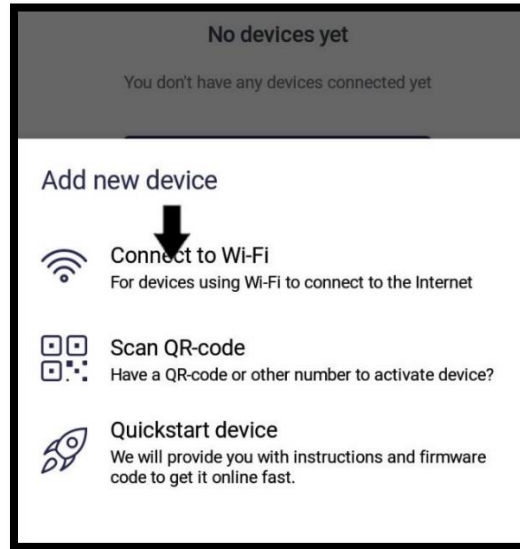 No devices yet
You don't have any devices connected yet
Add new device
Connect to Wi-Fi
For devices using Wi-Fi to connect to the Internet
Scan QR-code
Have a QR-code or other number to activate device?
Quickstart device
We will provide you with instructions and firmware
code to get it online fast.